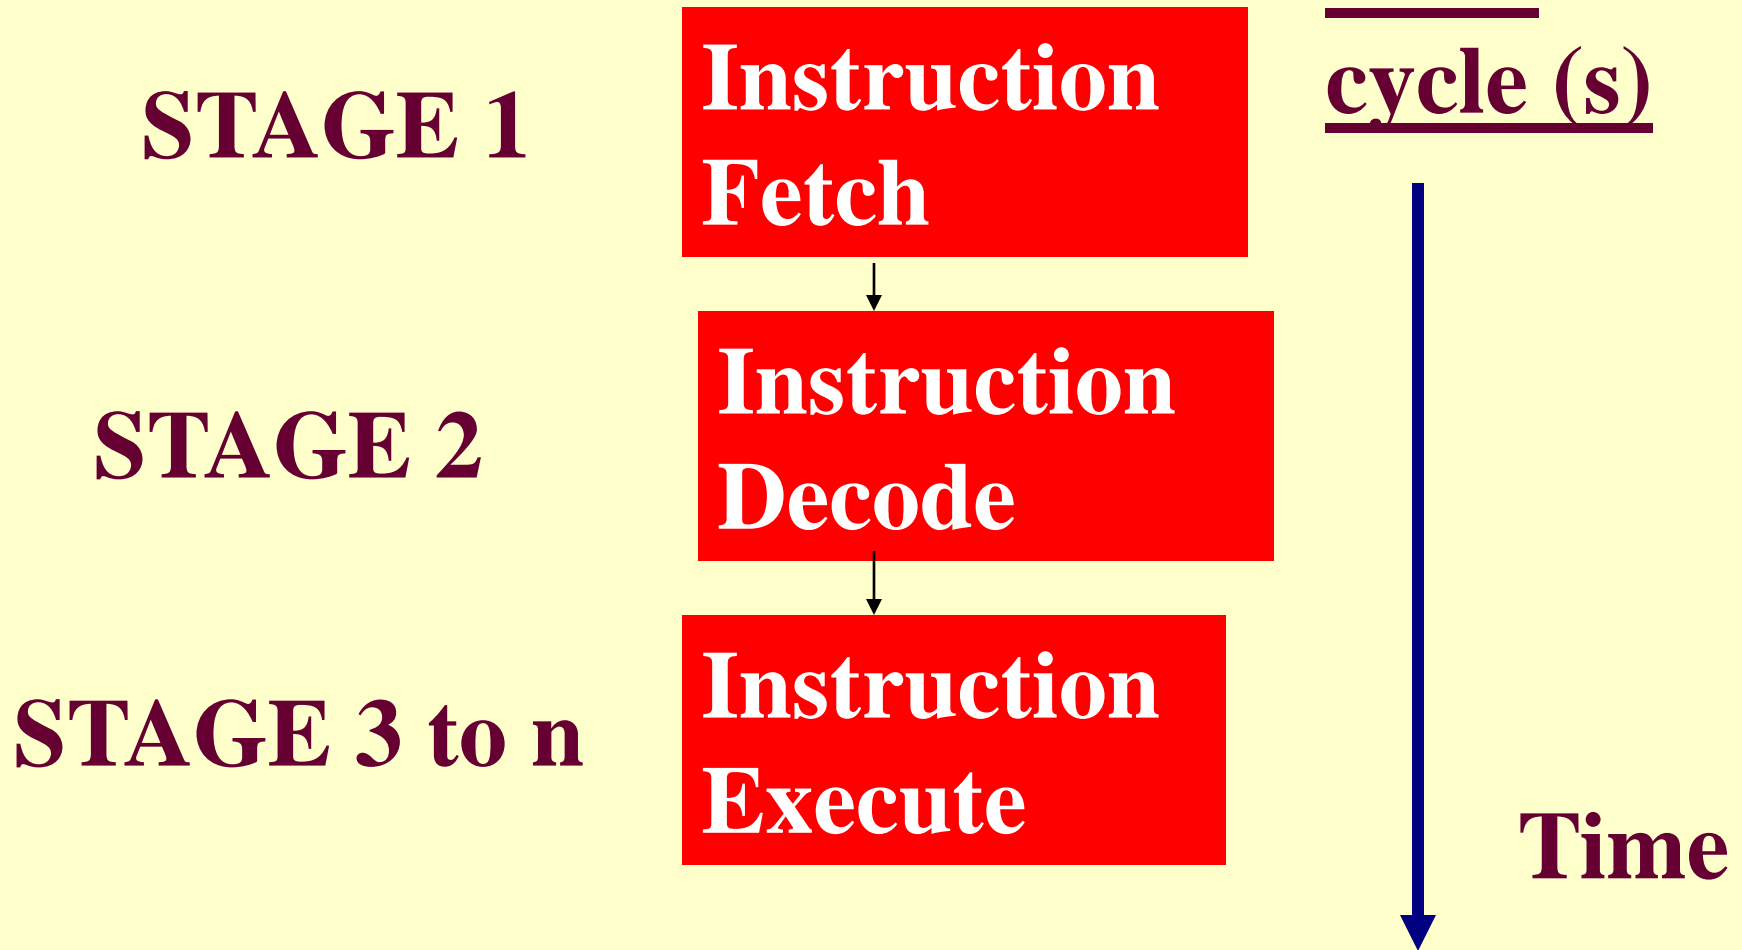 STAGE 1
Instruction
Fetch
cycle (s)
STAGE 2
Instruction
Decode
STAGE 3 to n
Instruction
Execute
Time